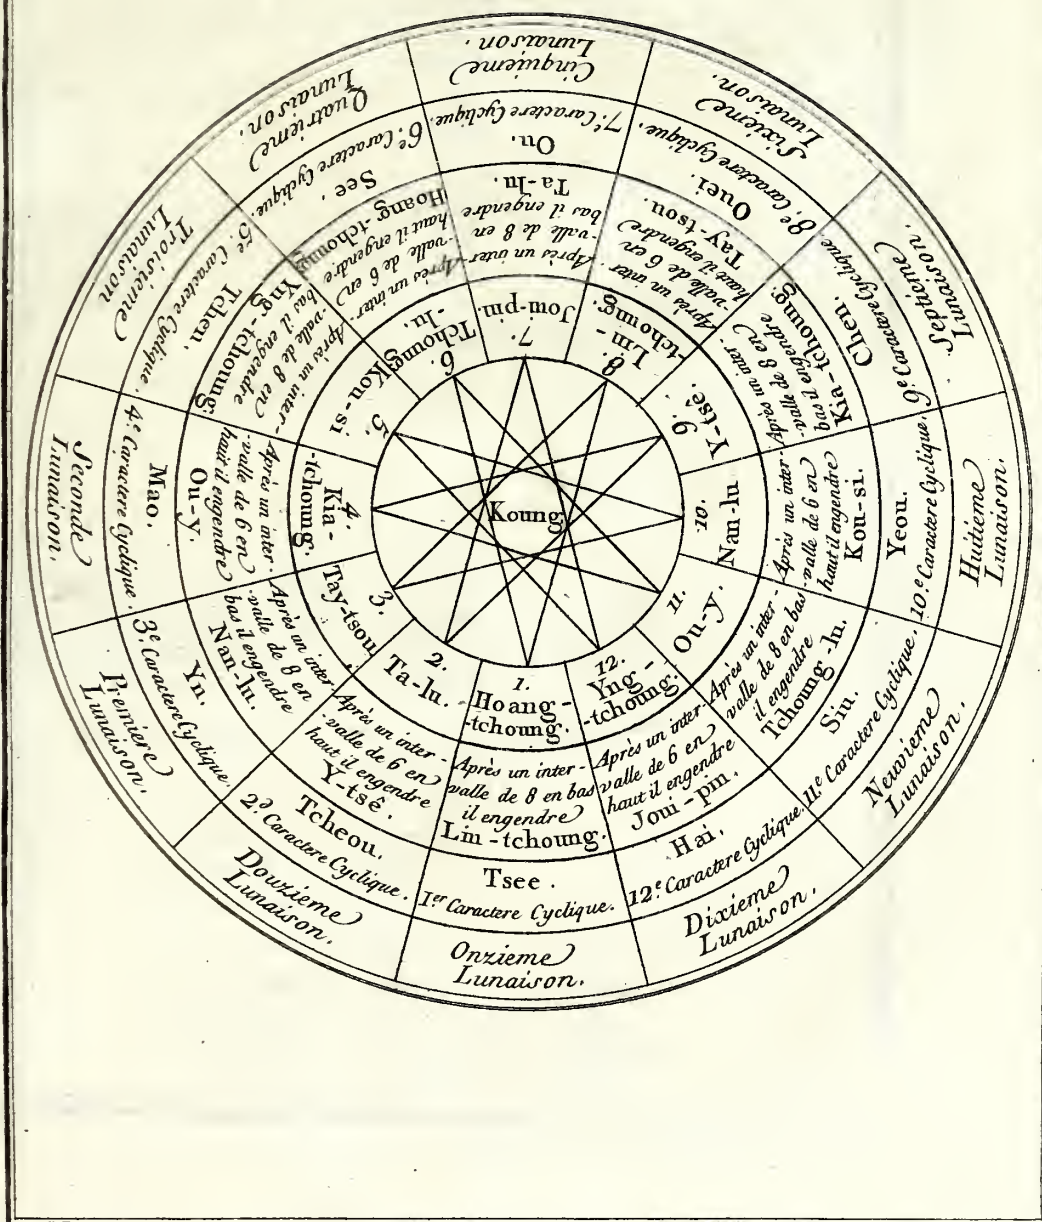 Koung
1.
Hoang-
-tchoung.
Après un inter-
valle de 8 en bas
il engendre
Lin-tchoung.
Tsee.
1.er Caractere Cyclique.
Onzieme
Lunaison.
2.
Ta-lu.
Après un inter-
-valle de 6 en
haut il engendre
Y-tsê.
Tcheou.
2.e Caractere Cyclique.
Douzieme
Lunaison.
3.
Tay-tsou.
Après un inter-
-valle de 8 en
bas il engendre
Nan-lu.
Yn.
3.e Caractere Cyclique.
Premiere
Lunaison.
4.
Kia-
-tchoung.
Après un inter-
-valle de 6 en
haut il engendre
Ou-y.
Mao.
4.e Caractere Cyclique.
Seconde
Lunaison.
5.
Kou-si
Après un inter-
-valle de 8 en
bas il engendre
Yng-tchoung.
Tchen.
5.e Caractere Cyclique.
Troisieme
Lunaison
6.
Tchoung
-lu.
Après un inter
-valle de 6 en
haut il engendre
Hoang-tchoung
See.
6.e Caractere Cyclique.
Quatrieme
Lunaison.
7.
Joui-pin.
Après un inter
-valle de 8 en
bas il engendre
Ta-lu.
Ou.
7.e Caractere Cyclique.
Cinquieme
Lunaison.
8.
Lin-
-tchoung.
Après un inter
-valle de 6 en
haut il engendre
Tay-tsou.
Ouei.
8.e Caractere Cyclique.
Sixieme
Lunaison.
9.
Y-tsê.
Après un inter-
-valle de 8 en
bas il engendre
Kia-tchoung.
Chen.
9.e Caractere Cyclique
Septieme
Lunaison.
10.
Nan-lu
Après un inter-
-valle de 6 en
haut il engendre
Kou-si.
Yeou.
10.e Caractere Cyclique.
Huitieme
Lunaison.
11.
Ou-y.
Après un inter-
valle de 8 en bas
il engendre
Tchoung-lu.
Siu.
11.e Caractere Cyclique.
Neuvieme
Lunaison.
12.
Yng-
-tchoung.
Après un inter-
valle de 6 en
haut il engendre
Joui-pin.
Hai.
12.e Caractere Cyclique.
Dixieme
Lunaison.